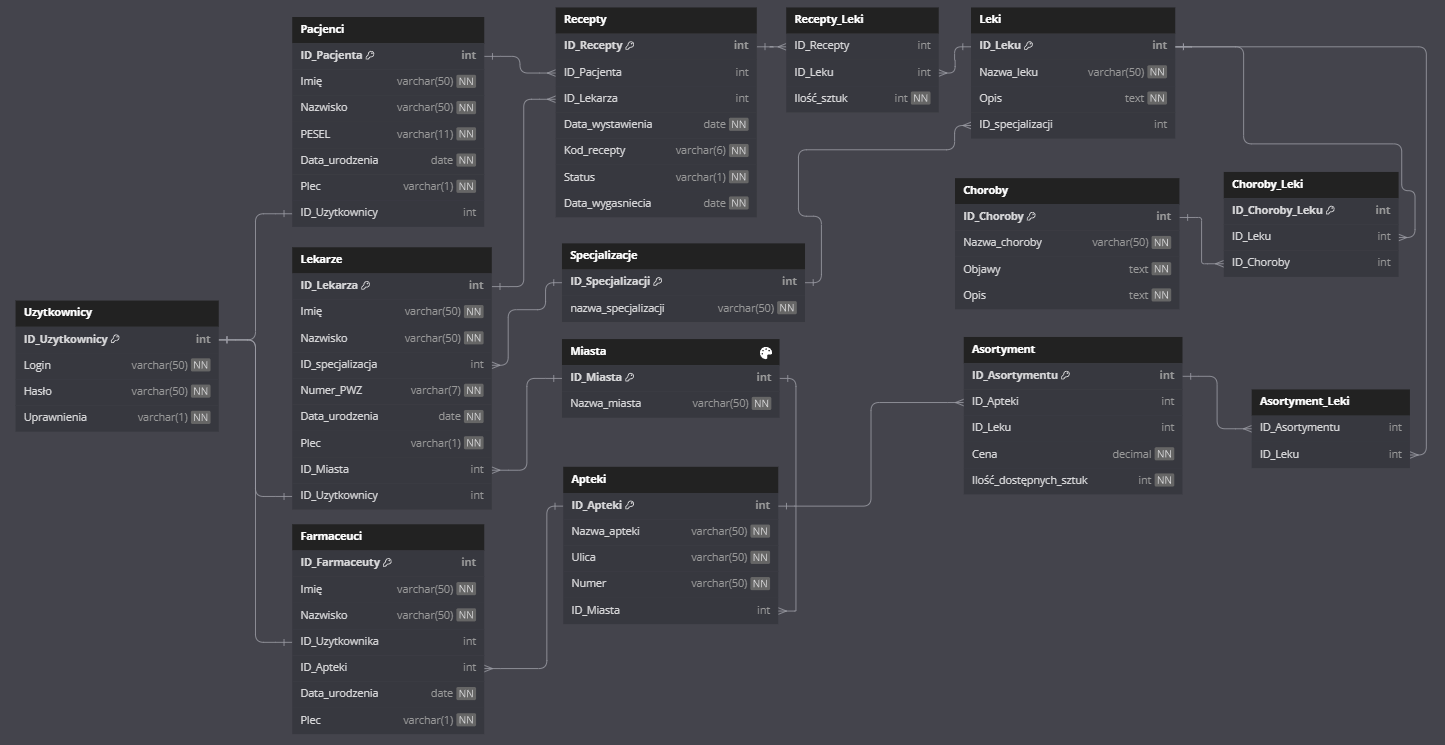 Pacjenci
ID_Pacjenta int
Imię varchar(50) NN
Nazwisko varchar(50) NN
PESEL varchar(11) NN
Data_urodzenia date NN
Plec varchar(1) NN
ID_Uzytkownicy int
Recepty
ID_Recepty int
ID_Pacjenta int
ID_Lekarza int
Data_wystawienia date NN
Kod_recepty varchar(6) NN
Status varchar(1) NN
Data_wygasniecia date NN
Recepty_Leki
ID_Recepty int
ID_Leku int
Ilość_sztuk int NN
Leki
ID_Leku int
Nazwa_leku varchar(50) NN
Opis text NN
ID_specjalizacji int
Choroby
ID_Choroby int
Nazwa_choroby varchar(50) NN
Objawy text NN
Opis text NN
Choroby_Leki
ID_Choroby_Leku int
ID_Leku int
ID_Choroby int
Lekarze
ID_Lekarza int
Imię varchar(50) NN
Nazwisko varchar(50) NN
ID_specjalizacja int
Numer_PWZ varchar(7) NN
Data_urodzenia date NN
Plec varchar(1) NN
ID_Miasta int
ID_Uzytkownicy int
Specjalizacje
ID_Specjalizacji int
nazwa_specjalizacji varchar(50) NN
Uzytkownicy
ID_Uzytkownicy int
Login varchar(50) NN
Hasło varchar(50) NN
Uprawnienia varchar(1) NN
Miasta
ID_Miasta int
Nazwa_miasta varchar(50) NN
Asortyment
ID_Asortymentu int
ID_Apteki int
ID_Leku int
Cena decimal NN
Ilość_dostępnych_sztuk int NN
Asortyment_Leki
ID_Asortymentu int
ID_Leku int
Apteki
ID_Apteki int
Nazwa_apteki varchar(50) NN
Ulica varchar(50) NN
Numer varchar(50) NN
ID_Miasta int
Farmaceuci
ID_Farmaceuty int
Imię varchar(50) NN
Nazwisko varchar(50) NN
ID_Uzytkownika int
ID_Apteki int
Data_urodzenia date NN
Plec varchar(1) NN